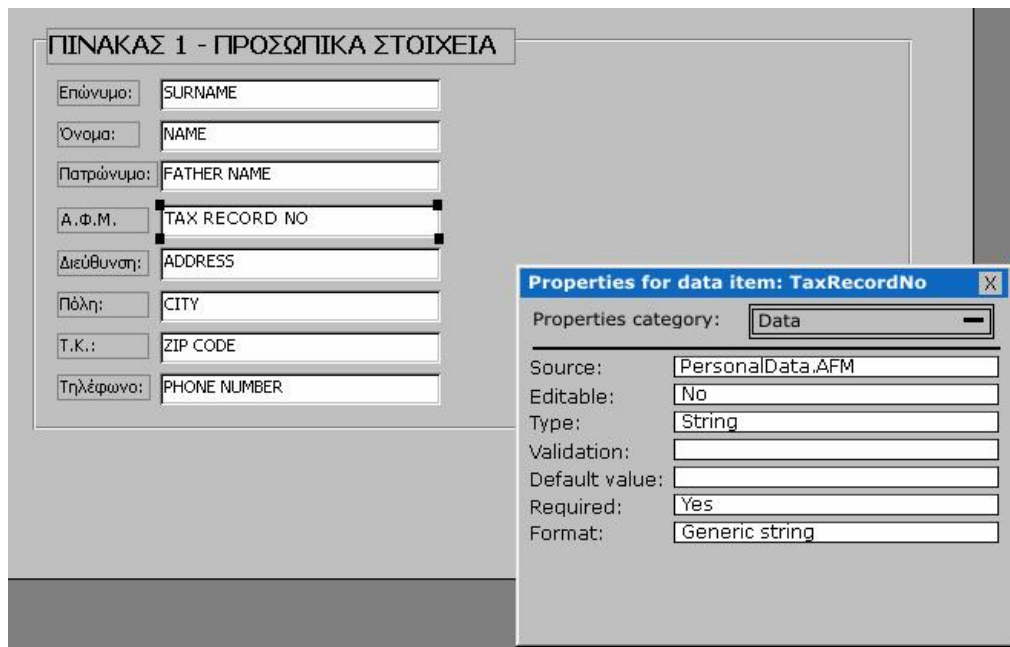 ΠΙΝΑΚΑΣ 1 - ΠΡΟΣΩΠΙΚΑ ΣΤΟΙΧΕΙΑ
Επώνυμο: SURNAME
Όνομα: NAME
Πατρώνυμο: FATHER NAME
Α.Φ.Μ. TAX RECORD NO
Διεύθυνση: ADDRESS
Πόλη: CITY
Τ.Κ.: ZIP CODE
Τηλέφωνο: PHONE NUMBER
Properties for data item: TaxRecordNo X
Properties category: Data
Source: PersonalData.AFM
Editable: No
Type: String
Validation:
Default value:
Required: Yes
Format: Generic string